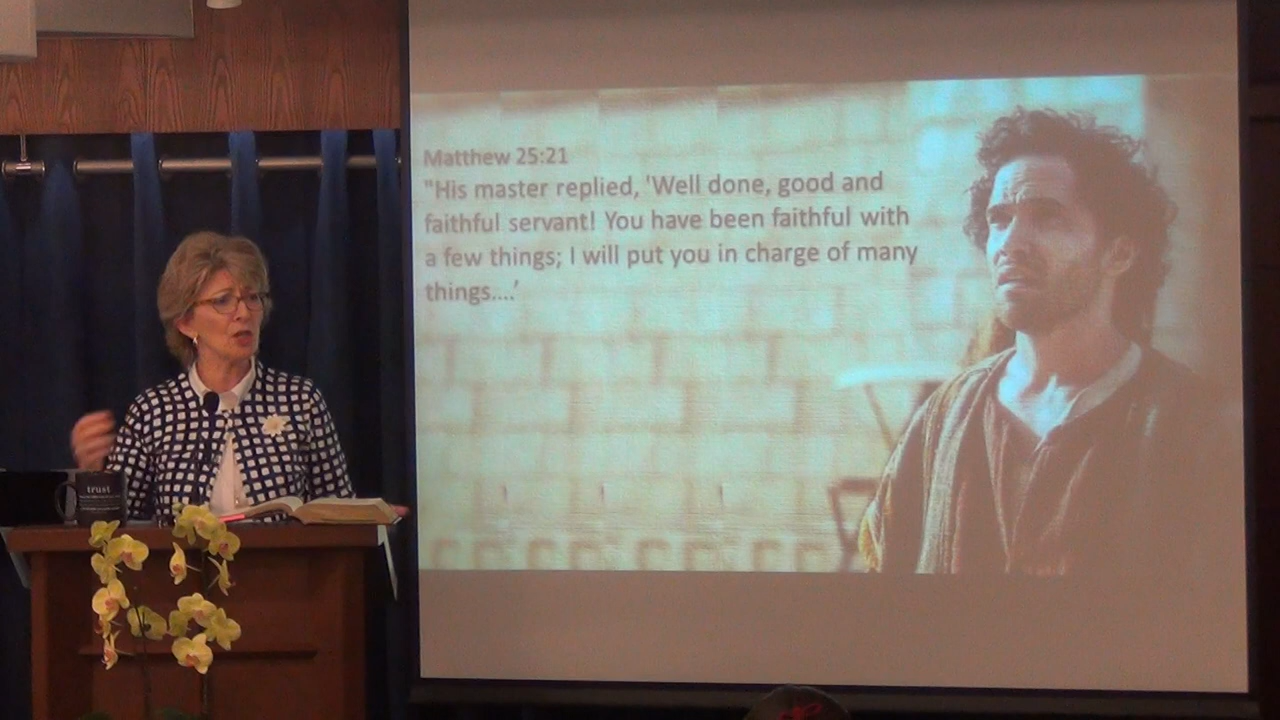 Matthew 25:21
"His master replied, 'Well done, good and
faithful servant! You have been faithful with
a few things; I will put you in charge of many
things....'
trust